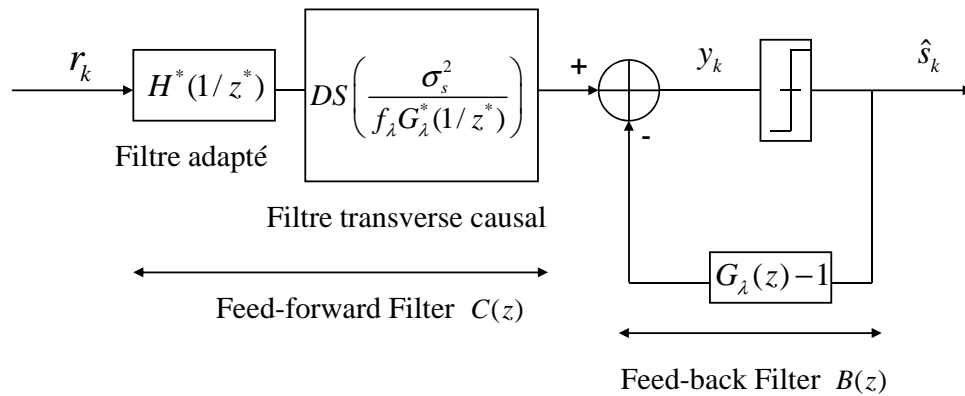 r_k
H^*(1/z^*)
DS(σ_s^2 / f_λ G_λ^*(1/z^*))
+
-
y_k
ŝ_k
Filtre adapté
Filtre transverse causal
Feed-forward Filter C(z)
G_λ(z) − 1
Feed-back Filter B(z)